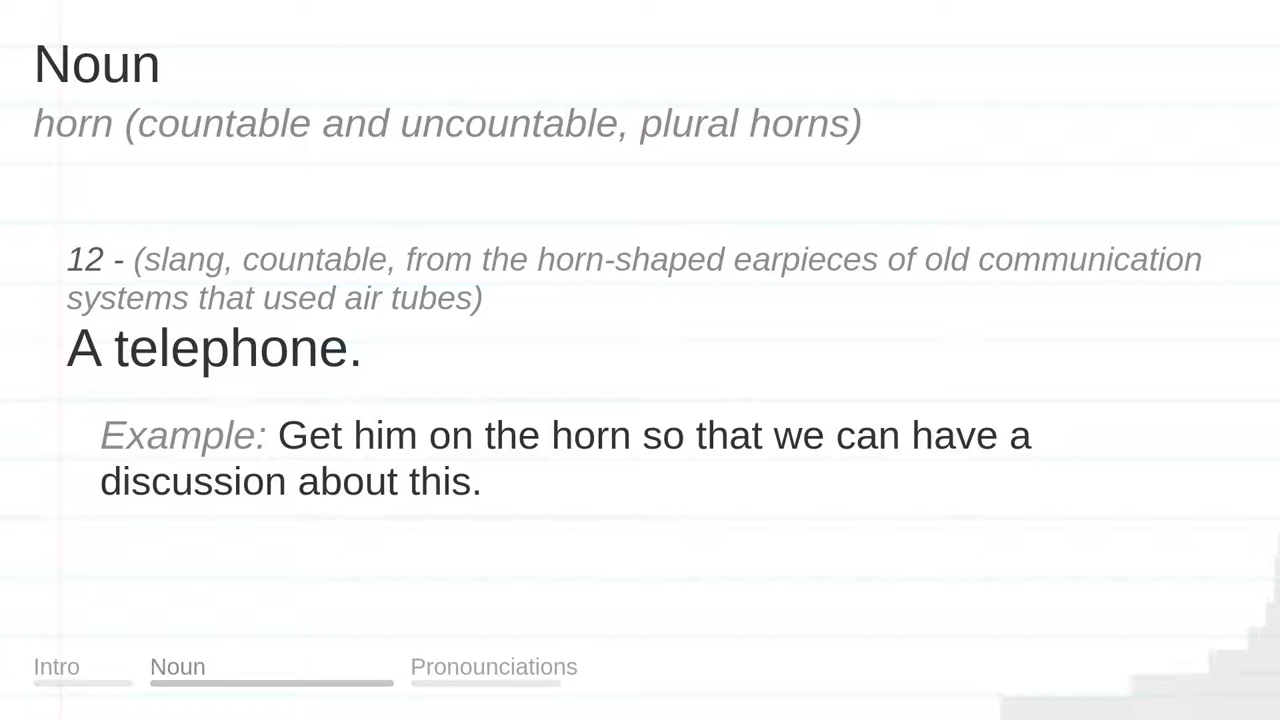 Noun
horn (countable and uncountable, plural horns)
12 - (slang, countable, from the horn-shaped earpieces of old communication
systems that used air tubes)
A telephone.
Example: Get him on the horn so that we can have a
discussion about this.
Intro
Noun
Pronounciations